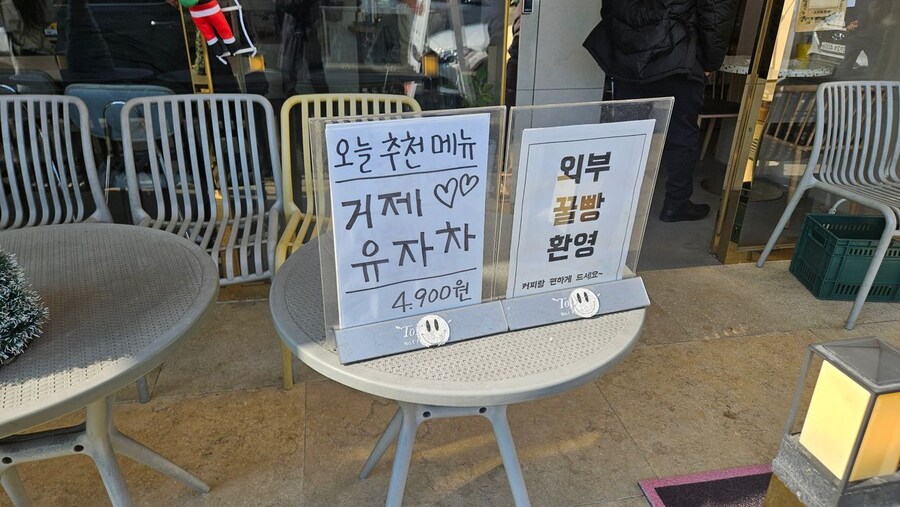 오늘 추천 메뉴
거제 ♡♡
유자차
4.900원
외부
꿀빵
환영
커피랑 편하게 드세요~